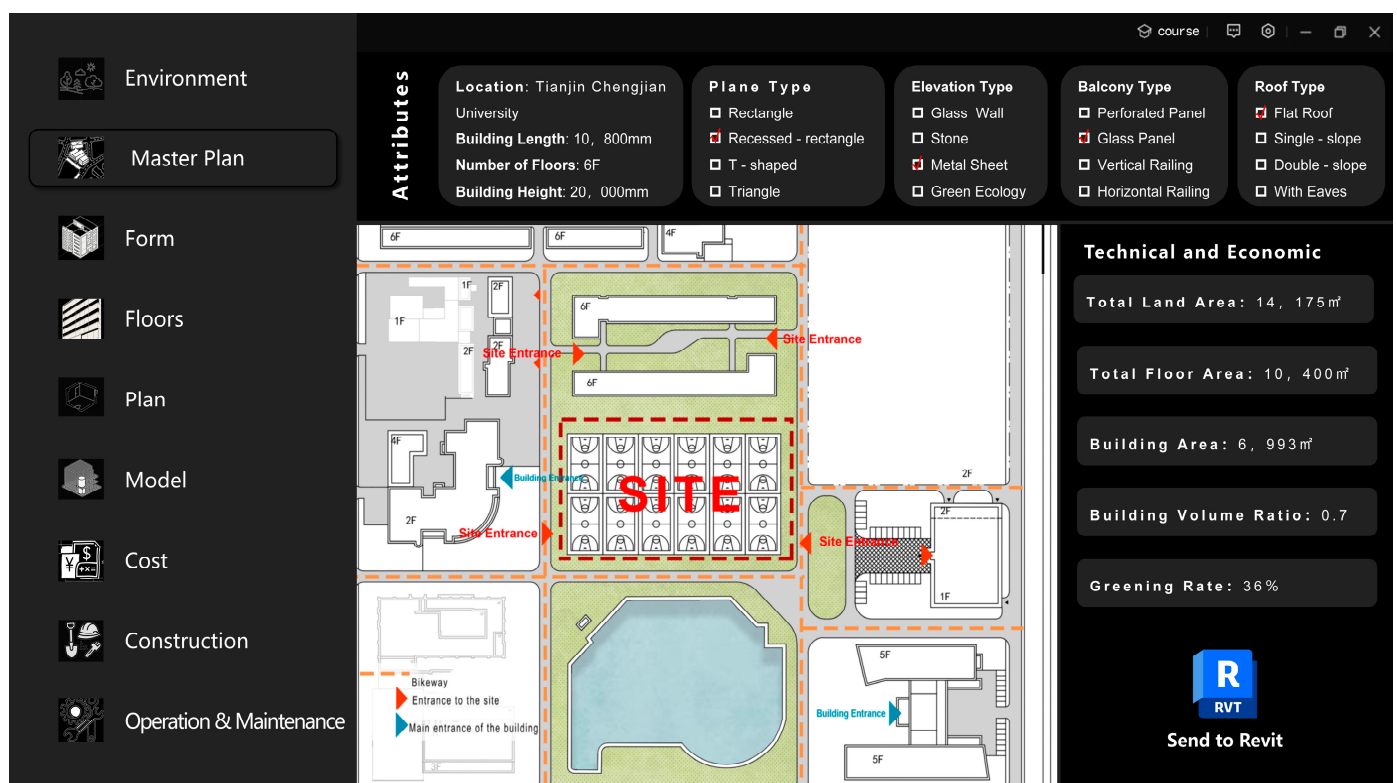 course
Environment
Master Plan
Form
Floors
Plan
Model
Cost
Construction
Operation & Maintenance
Attributes
Location: Tianjin Chengjian
University
Building Length: 10, 800mm
Number of Floors: 6F
Building Height: 20, 000mm
Plane Type
Rectangle
Recessed - rectangle
T - shaped
Triangle
Elevation Type
Glass Wall
Stone
Metal Sheet
Green Ecology
Balcony Type
Perforated Panel
Glass Panel
Vertical Railing
Horizontal Railing
Roof Type
Flat Roof
Single - slope
Double - slope
With Eaves
6F
6F
4F
1F
2F
1F
6F
2F
2F
Site Entrance
Site Entrance
6F
4F
Building Entrance
SITE
2F
2F
2F
Site Entrance
Site Entrance
1F
Bikeway
Entrance to the site
Main entrance of the building
3F
5F
Building Entrance
5F
Technical and Economic
Total Land Area: 14, 175㎡
Total Floor Area: 10, 400㎡
Building Area: 6, 993㎡
Building Volume Ratio: 0.7
Greening Rate: 36%
R
RVT
Send to Revit